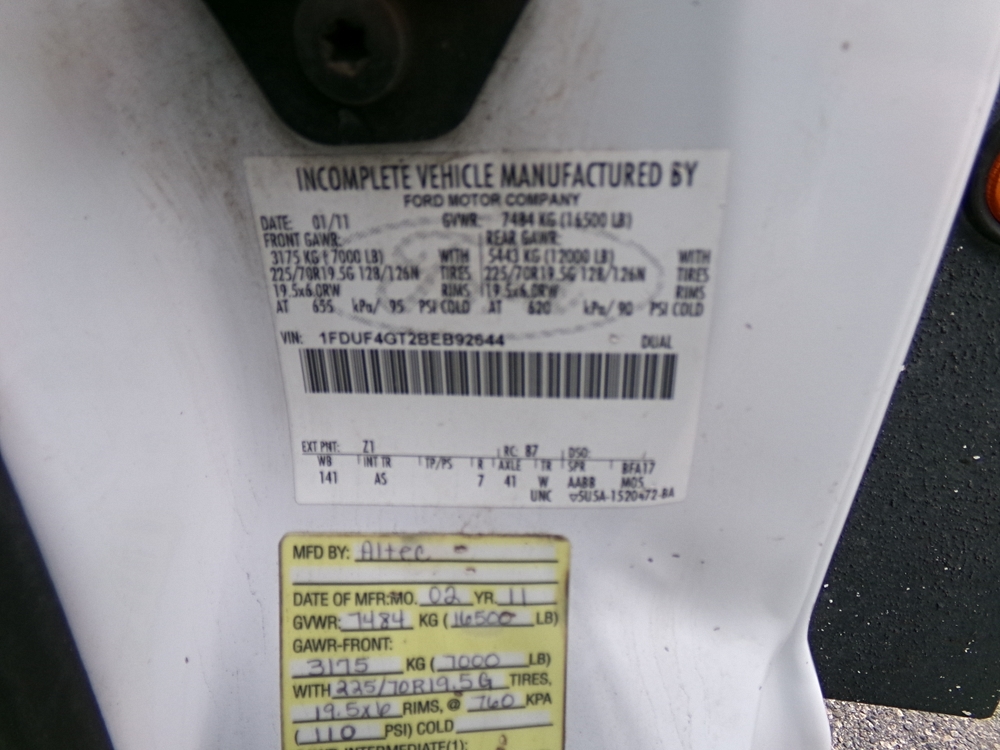 INCOMPLETE VEHICLE MANUFACTURED BY
FORD MOTOR COMPANY
DATE: 01/11 GVWR: 7484 KG (16500 LB)
FRONT GAWR: REAR GAWR:
3175 KG (7000 LB) WITH 5443 KG (12000 LB) WITH
225/70R19.5G 128/126N TIRES 225/70R19.5G 128/126N TIRES
19.5x6.0RW RIMS 19.5x6.0RW RIMS
AT 655 kPa/ 95 PSI COLD AT 620 kPa/ 90 PSI COLD
VIN: 1FDUF4GT2BEB92644 DUAL
EXT PNT: Z1 RC: 87 DSO:
WB INT TR TP/PS R AXLE TR SPR BFA17
141 AS 7 41 W AABB M05
UNC 5U5A-1520472-BA
MFD BY: Altec
DATE OF MFR: MO. 02 YR. 11
GVWR: 7484 KG (16500 LB)
GAWR-FRONT:
3175 KG (7000 LB)
WITH 225/70R19.5G TIRES,
19.5x6 RIMS, @ 760 KPA
(110 PSI) COLD
INTERMEDIATE(1):